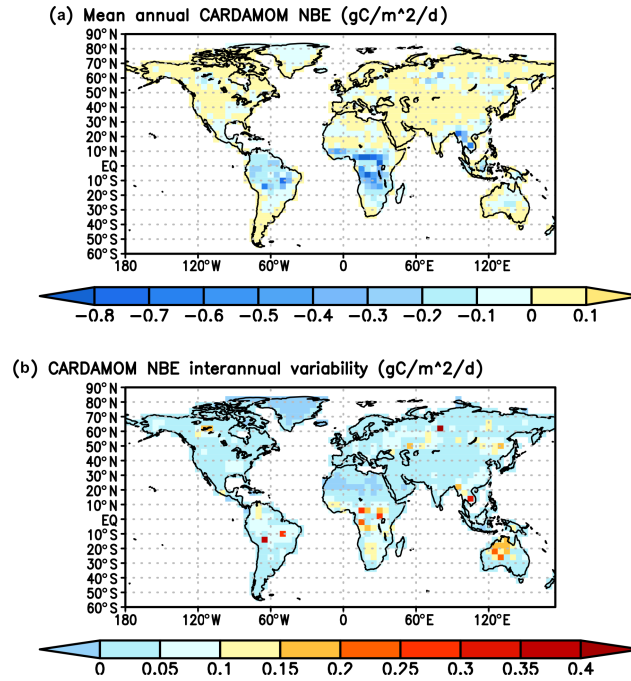 (a) Mean annual CARDAMOM NBE (gC/m^2/d)
90°N
80°N
70°N
60°N
50°N
40°N
30°N
20°N
10°N
EQ
10°S
20°S
30°S
40°S
50°S
60°S
180 120°W 60°W 0 60°E 120°E
−0.8 −0.7 −0.6 −0.5 −0.4 −0.3 −0.2 −0.1 0 0.1
(b) CARDAMOM NBE interannual variability (gC/m^2/d)
90°N
80°N
70°N
60°N
50°N
40°N
30°N
20°N
10°N
EQ
10°S
20°S
30°S
40°S
50°S
60°S
180 120°W 60°W 0 60°E 120°E
0 0.05 0.1 0.15 0.2 0.25 0.3 0.35 0.4